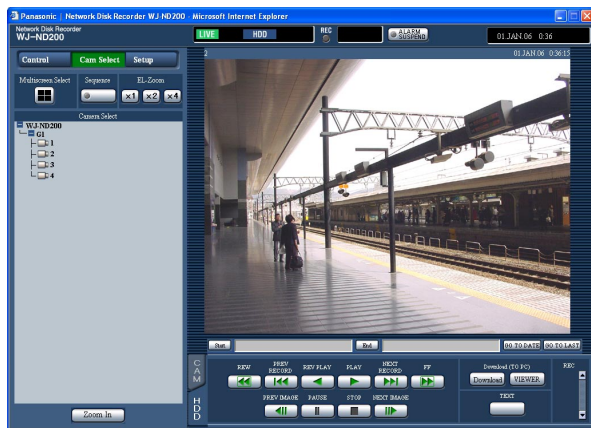 Panasonic | Network Disk Recorder WJ-ND200 - Microsoft Internet Explorer
Network Disk Recorder
WJ-ND200
LIVE HDD REC ALARM SUSPEND 01.JAN.06 0:36
Control Cam Select Setup
2 01.JAN.06 0:36:15
Multiscreen Select Sequence EL-Zoom
x1 x2 x4
Camera Select
WJ-ND200
G1
1
2
3
4
Start End GO TO DATE GO TO LAST
CAM
REW PREV RECORD REV PLAY PLAY NEXT RECORD FF
Download (TO PC)
REC
Download VIEWER
HDD
PREV IMAGE PAUSE STOP NEXT IMAGE
TEXT
Zoom In